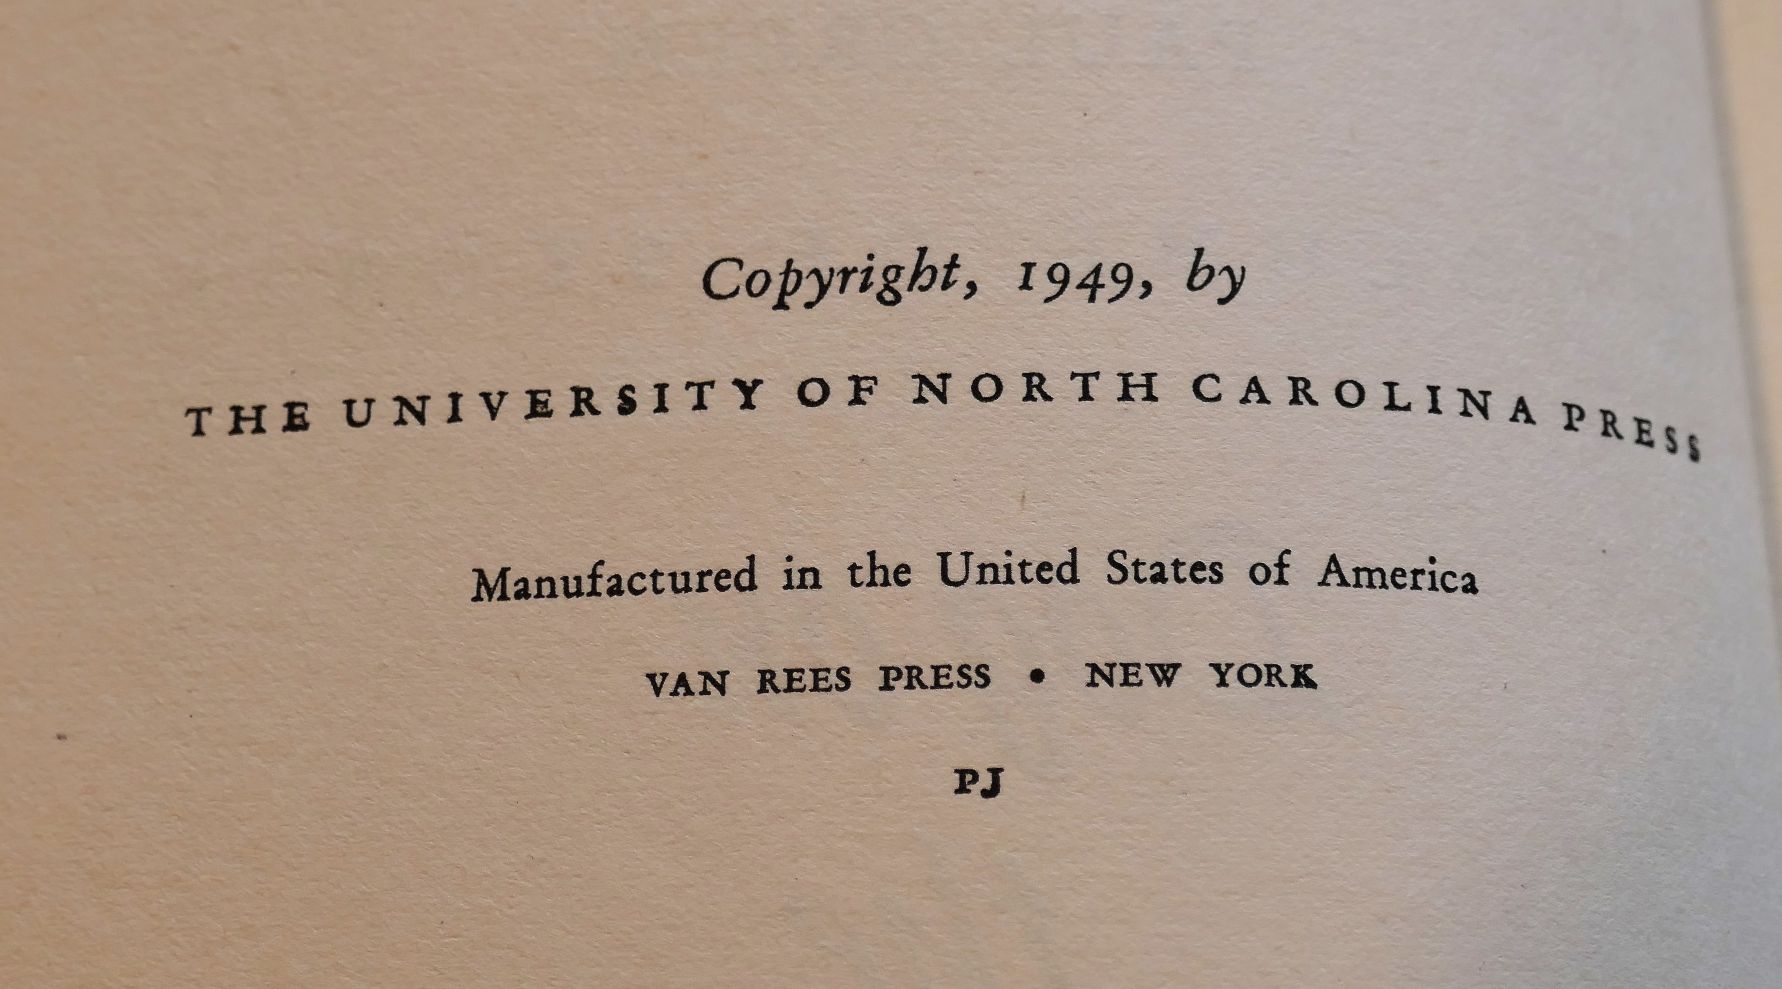 Copyright, 1949, by
THE UNIVERSITY OF NORTH CAROLINA PRESS
Manufactured in the United States of America
VAN REES PRESS • NEW YORK
PJ